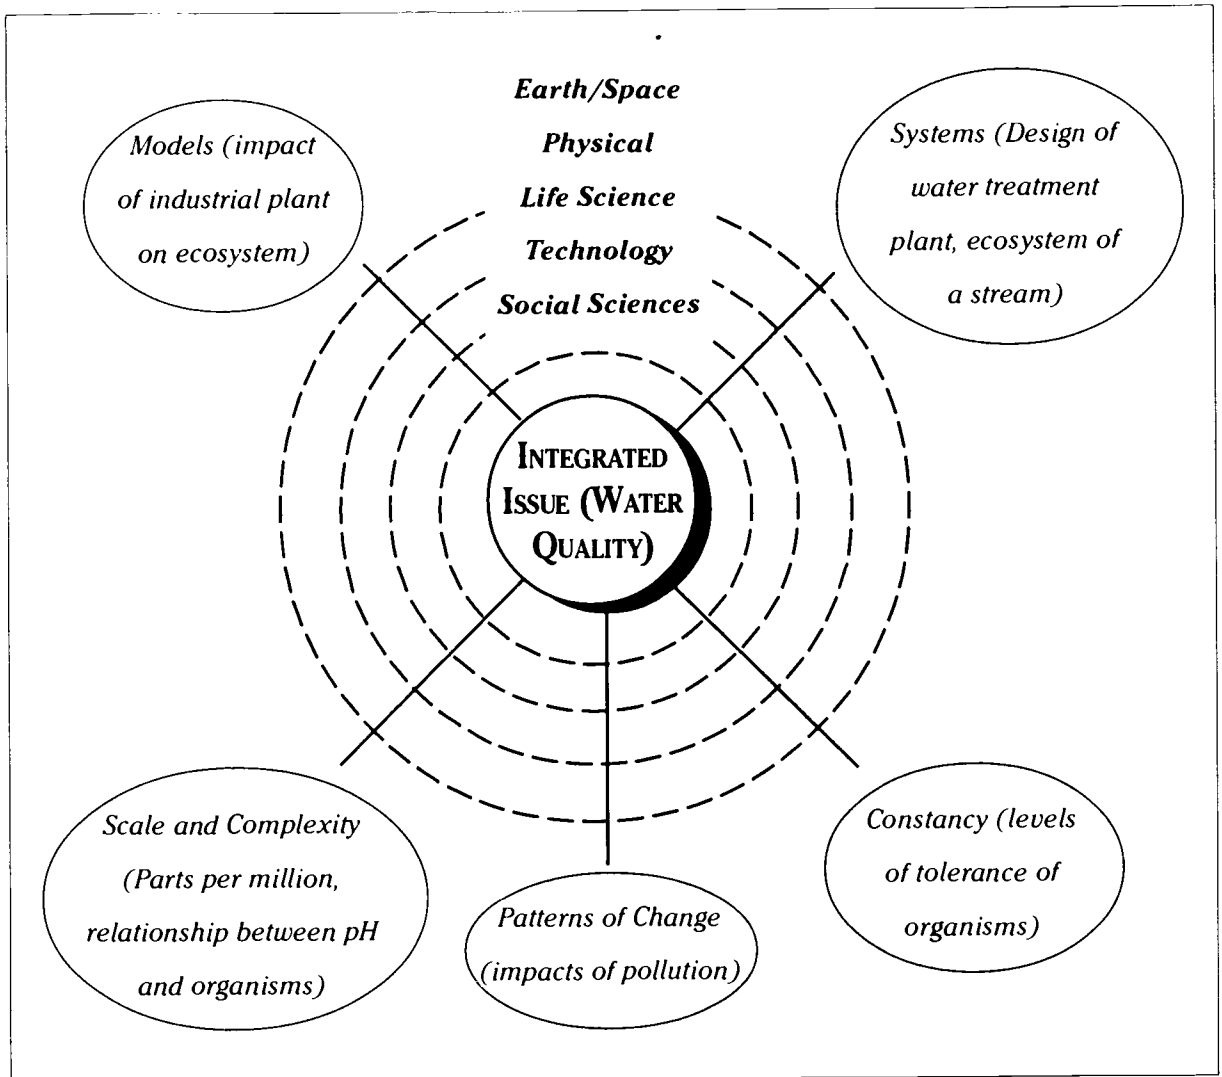 Earth/Space
Physical
Life Science
Technology
Social Sciences
Models (impact
of industrial plant
on ecosystem)
Systems (Design of
water treatment
plant, ecosystem of
a stream)
INTEGRATED
ISSUE (WATER
QUALITY)
Scale and Complexity
(Parts per million,
relationship between pH
and organisms)
Patterns of Change
(impacts of pollution)
Constancy (levels
of tolerance of
organisms)